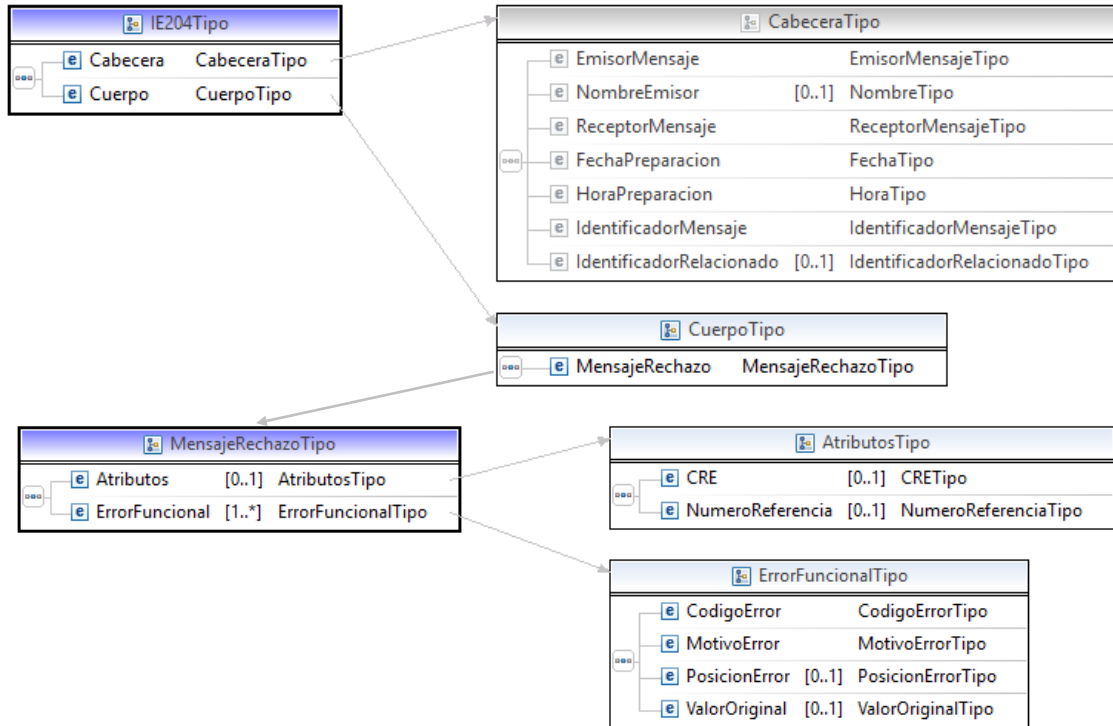 IE204Tipo
e Cabecera CabeceraTipo
e Cuerpo CuerpoTipo
CabeceraTipo
e EmisorMensaje EmisorMensajeTipo
e NombreEmisor [0..1] NombreTipo
e ReceptorMensaje ReceptorMensajeTipo
e FechaPreparacion FechaTipo
e HoraPreparacion HoraTipo
e IdentificadorMensaje IdentificadorMensajeTipo
e IdentificadorRelacionado [0..1] IdentificadorRelacionadoTipo
CuerpoTipo
e MensajeRechazo MensajeRechazoTipo
MensajeRechazoTipo
e Atributos [0..1] AtributosTipo
e ErrorFuncional [1..*] ErrorFuncionalTipo
AtributosTipo
e CRE [0..1] CRETipo
e NumeroReferencia [0..1] NumeroReferenciaTipo
ErrorFuncionalTipo
e CodigoError CodigoErrorTipo
e MotivoError MotivoErrorTipo
e PosicionError [0..1] PosicionErrorTipo
e ValorOriginal [0..1] ValorOriginalTipo